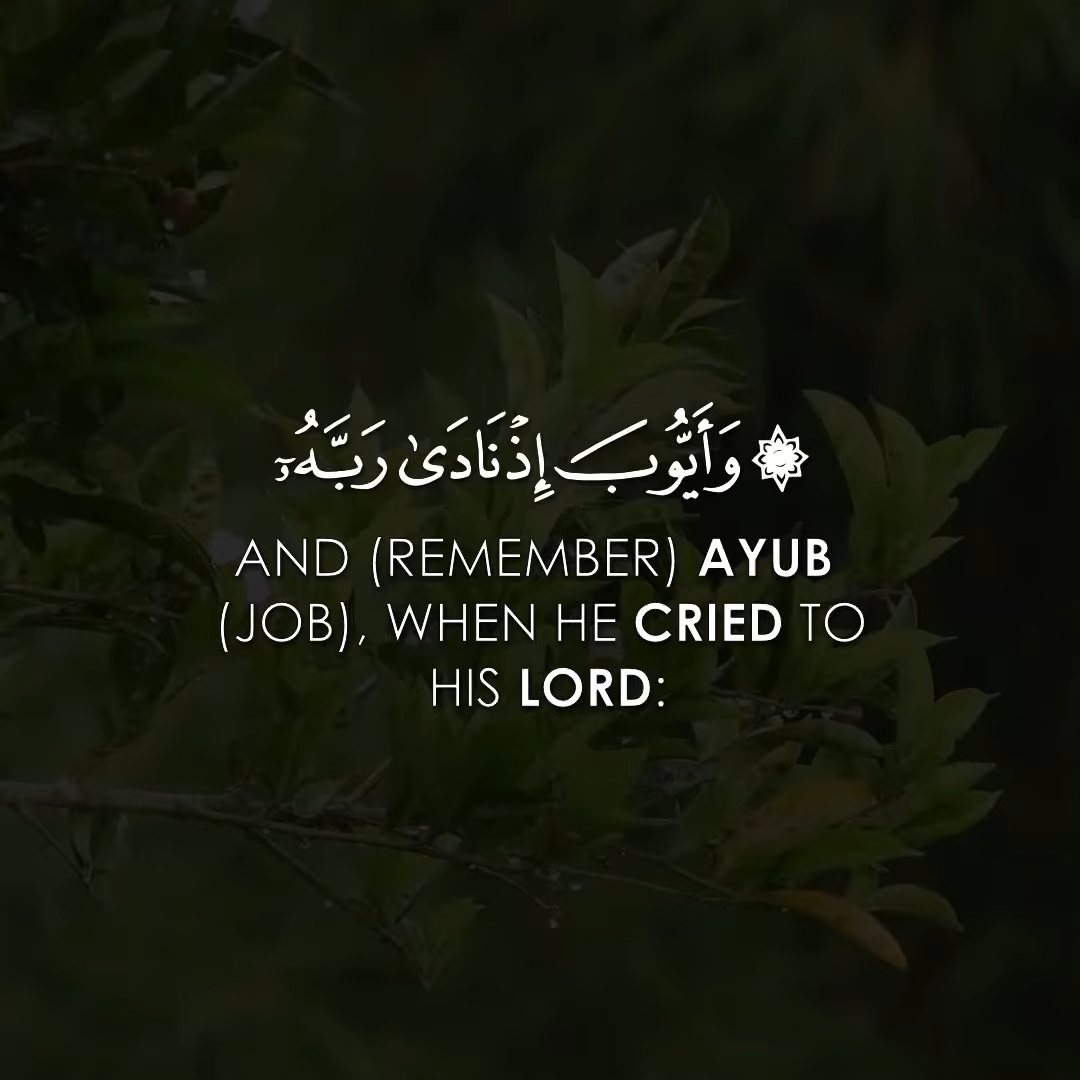 ۞ وَأَيُّوبَ إِذْ نَادَىٰ رَبَّهُۥٓ
AND (REMEMBER) AYUB
(JOB), WHEN HE CRIED TO
HIS LORD: